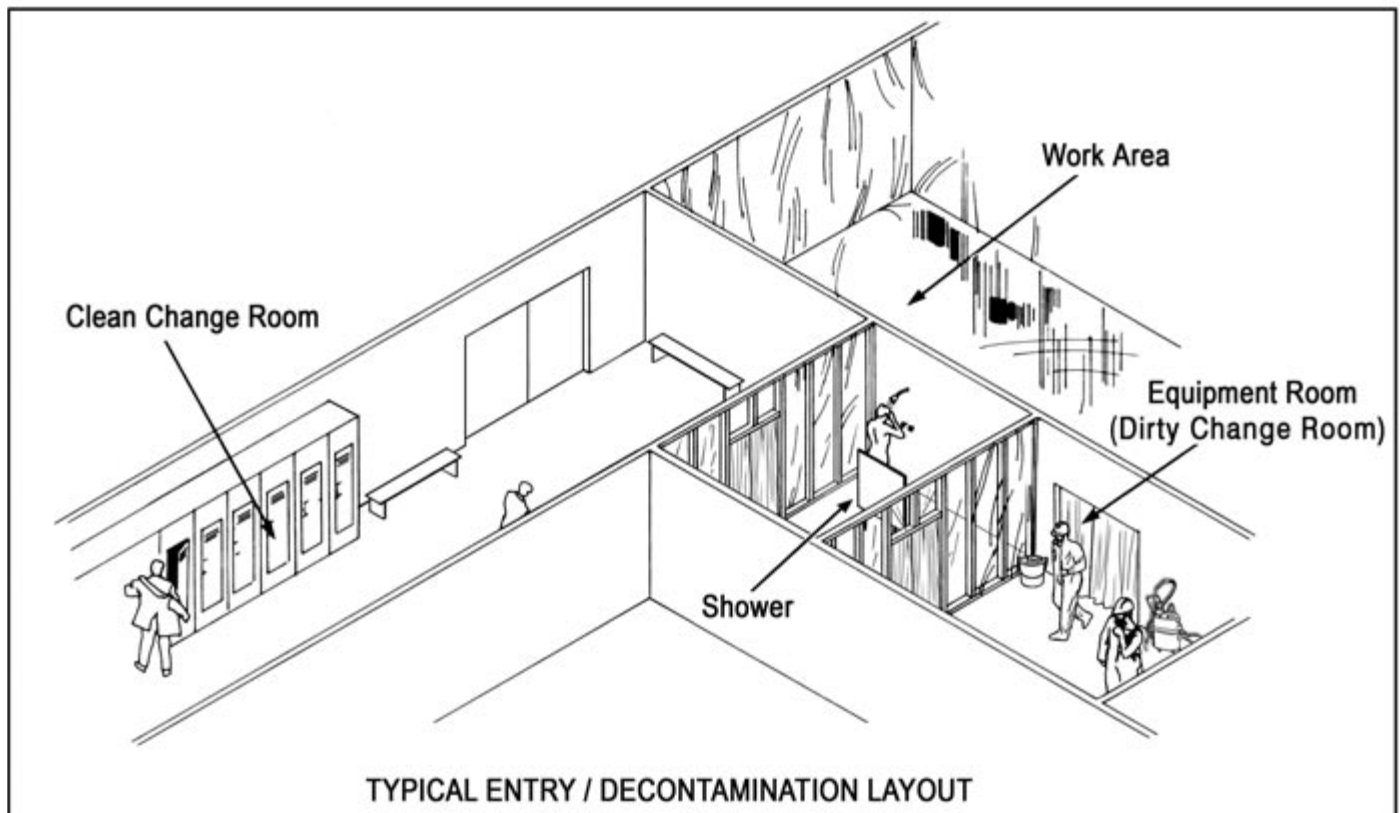 Work Area
Clean Change Room
Equipment Room
(Dirty Change Room)
Shower
TYPICAL ENTRY / DECONTAMINATION LAYOUT